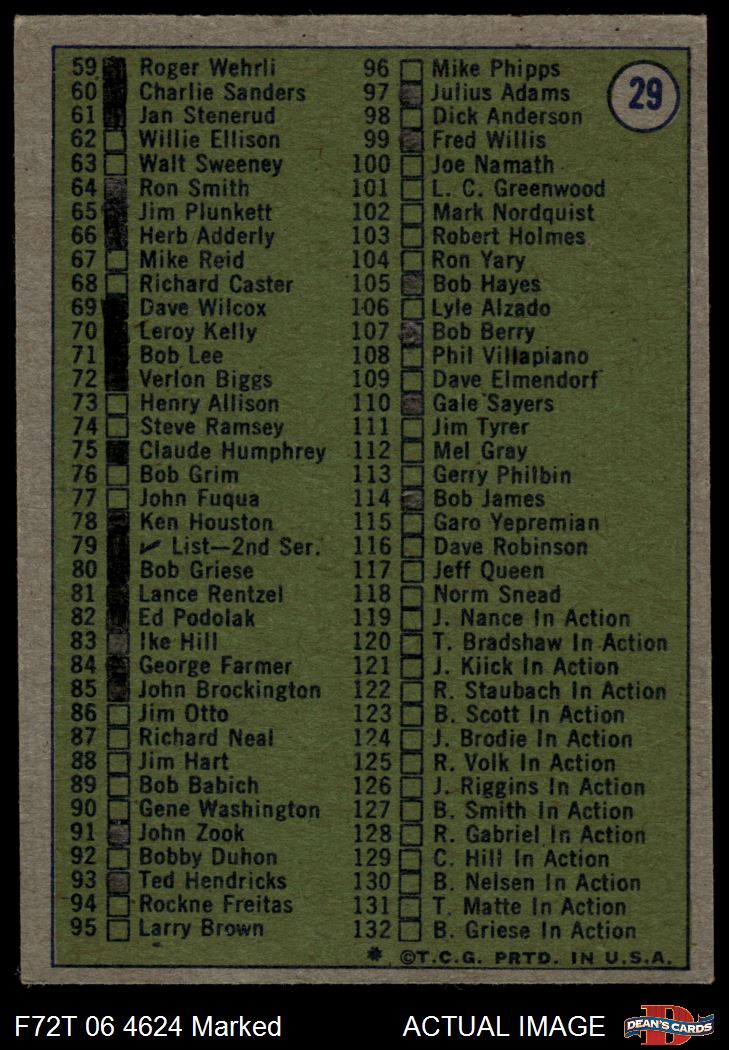 29
59 Roger Wehrli
60 Charlie Sanders
61 Jan Stenerud
62 Willie Ellison
63 Walt Sweeney
64 Ron Smith
65 Jim Plunkett
66 Herb Adderly
67 Mike Reid
68 Richard Caster
69 Dave Wilcox
70 Leroy Kelly
71 Bob Lee
72 Verlon Biggs
73 Henry Allison
74 Steve Ramsey
75 Claude Humphrey
76 Bob Grim
77 John Fuqua
78 Ken Houston
79 ✓ List—2nd Ser.
80 Bob Griese
81 Lance Rentzel
82 Ed Podolak
83 Ike Hill
84 George Farmer
85 John Brockington
86 Jim Otto
87 Richard Neal
88 Jim Hart
89 Bob Babich
90 Gene Washington
91 John Zook
92 Bobby Duhon
93 Ted Hendricks
94 Rockne Freitas
95 Larry Brown
96 Mike Phipps
97 Julius Adams
98 Dick Anderson
99 Fred Willis
100 Joe Namath
101 L. C. Greenwood
102 Mark Nordquist
103 Robert Holmes
104 Ron Yary
105 Bob Hayes
106 Lyle Alzado
107 Bob Berry
108 Phil Villapiano
109 Dave Elmendorf
110 Gale Sayers
111 Jim Tyrer
112 Mel Gray
113 Gerry Philbin
114 Bob James
115 Garo Yepremian
116 Dave Robinson
117 Jeff Queen
118 Norm Snead
119 J. Nance In Action
120 T. Bradshaw In Action
121 J. Kiick In Action
122 R. Staubach In Action
123 B. Scott In Action
124 J. Brodie In Action
125 R. Volk In Action
126 J. Riggins In Action
127 B. Smith In Action
128 R. Gabriel In Action
129 C. Hill In Action
130 B. Nelsen In Action
131 T. Matte In Action
132 B. Griese In Action
* ©T.C.G. PRTD. IN U.S.A.
F72T 06 4624 Marked
ACTUAL IMAGE
DEAN'S CARDS